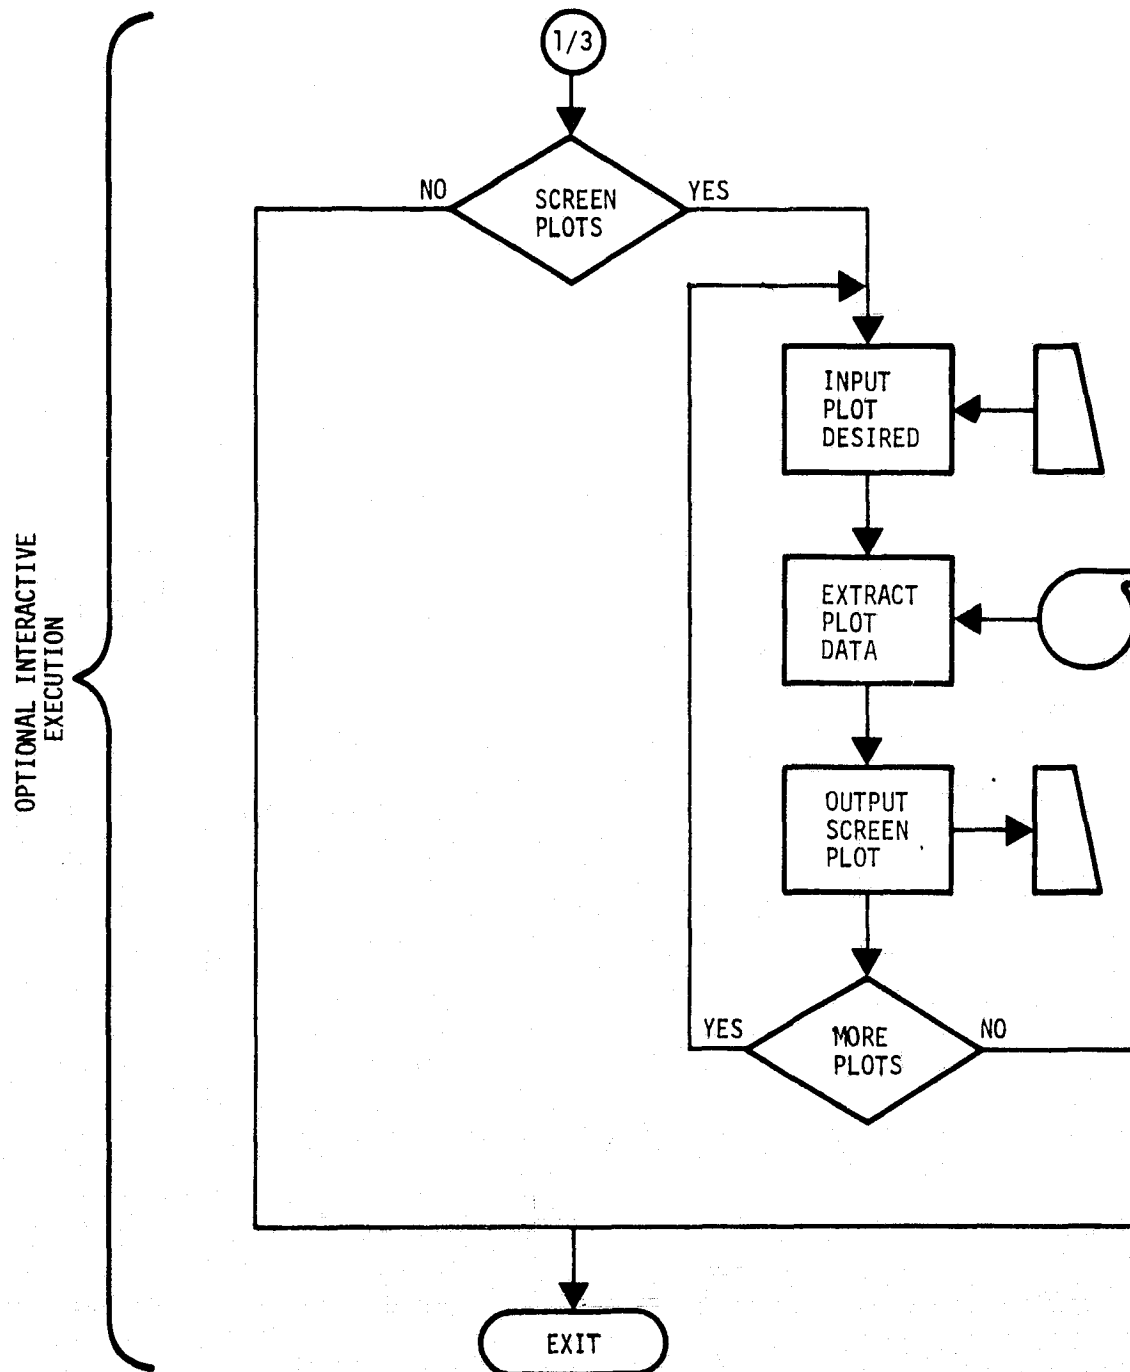 1/3
NO
YES
SCREEN
PLOTS
INPUT
PLOT
DESIRED
EXTRACT
PLOT
DATA
OPTIONAL INTERACTIVE
EXECUTION
OUTPUT
SCREEN
PLOT
YES
NO
MORE
PLOTS
EXIT